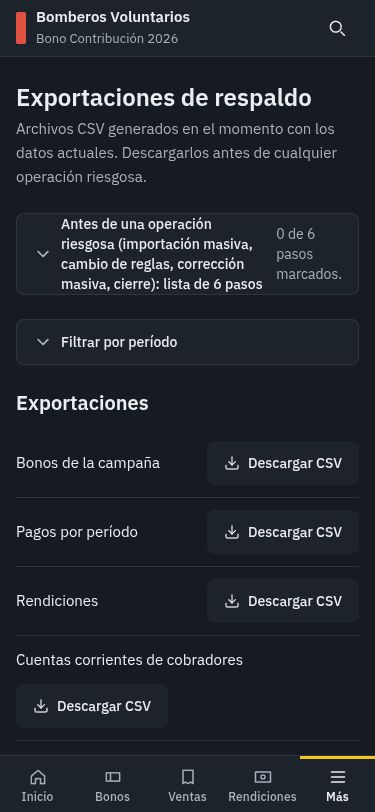 Bomberos Voluntarios
Bono Contribución 2026
Exportaciones de respaldo
Archivos CSV generados en el momento con los
datos actuales. Descargarlos antes de cualquier
operación riesgosa.
Antes de una operación
riesgosa (importación masiva,
cambio de reglas, corrección
masiva, cierre): lista de 6 pasos
0 de 6
pasos
marcados.
Filtrar por período
Exportaciones
Bonos de la campaña
Descargar CSV
Pagos por período
Descargar CSV
Rendiciones
Descargar CSV
Cuentas corrientes de cobradores
Descargar CSV
Inicio
Bonos
Ventas
Rendiciones
Más